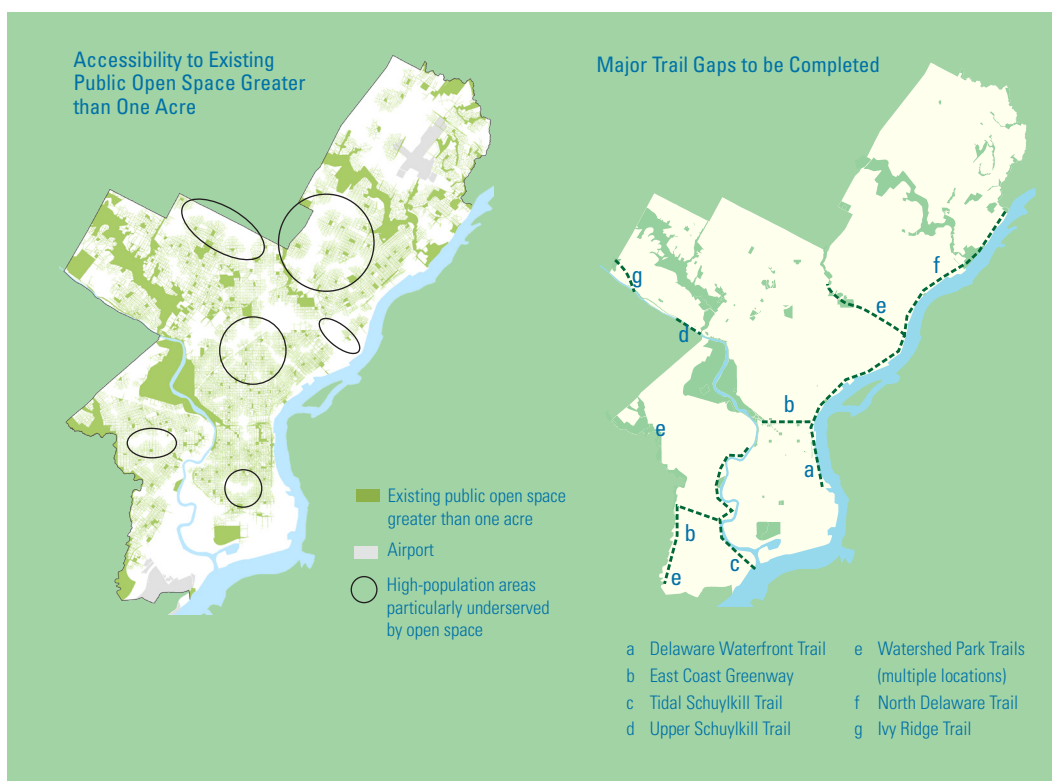 Accessibility to Existing
Public Open Space Greater
than One Acre
Existing public open space
greater than one acre
Airport
High-population areas
particularly underserved
by open space
Major Trail Gaps to be Completed
g
d
f
e
b
e
a
b
c
e
a Delaware Waterfront Trail
b East Coast Greenway
c Tidal Schuylkill Trail
d Upper Schuylkill Trail
e Watershed Park Trails
(multiple locations)
f North Delaware Trail
g Ivy Ridge Trail